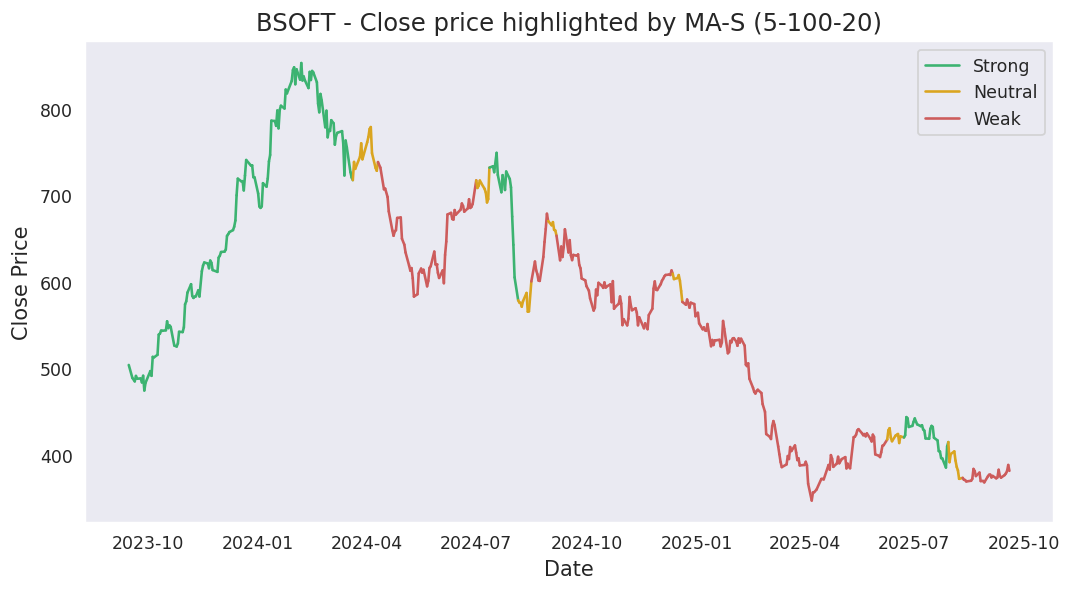 BSOFT - Close price highlighted by MA-S (5-100-20)
Strong
Neutral
Weak
Close Price
800
700
600
500
400
2023-10 2024-01 2024-04 2024-07 2024-10 2025-01 2025-04 2025-07 2025-10
Date